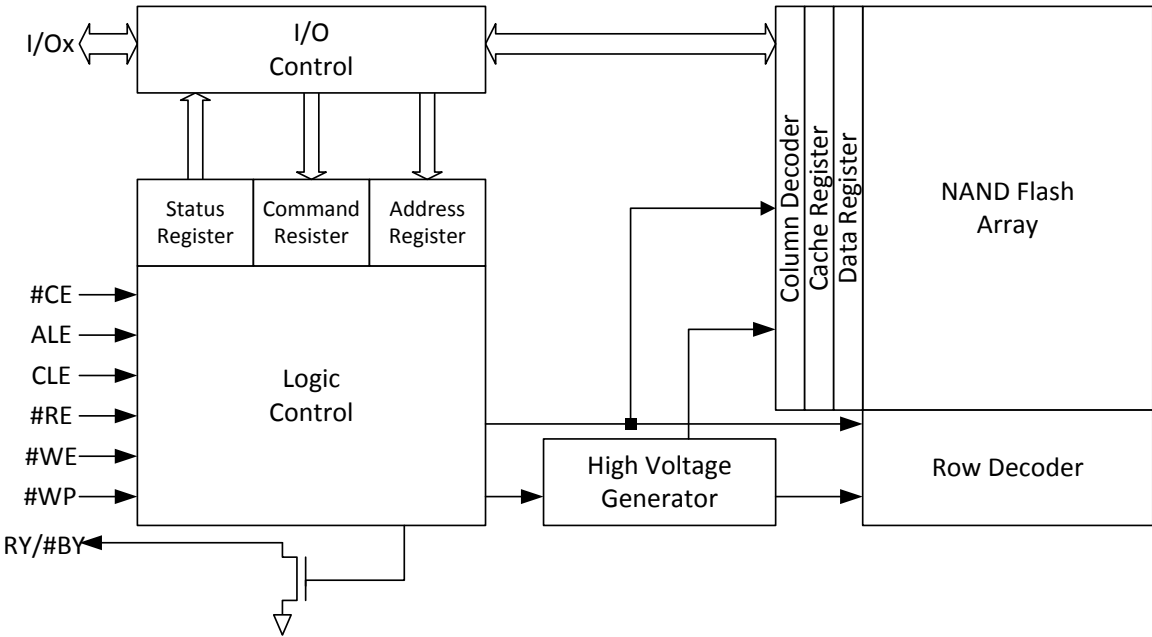 I/Ox
I/O
Control
Status
Register
Command
Resister
Address
Register
#CE
ALE
CLE
#RE
#WE
#WP
RY/#BY
Logic
Control
High Voltage
Generator
Column Decoder
Cache Register
Data Register
NAND Flash
Array
Row Decoder